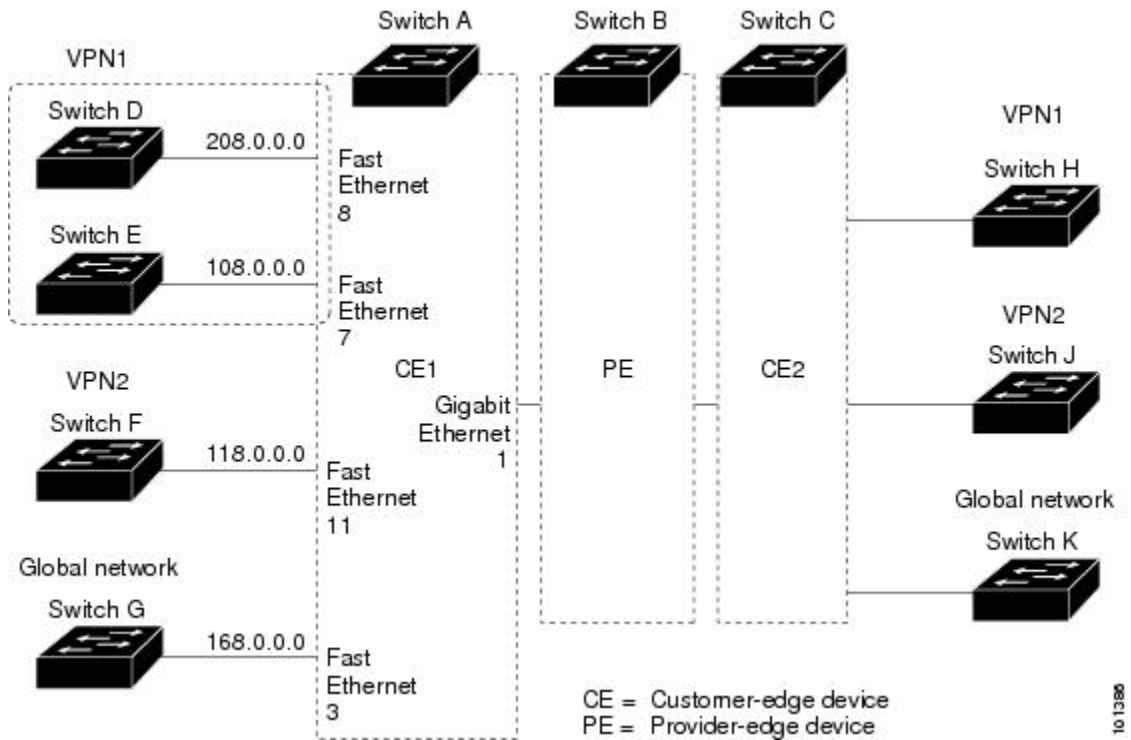 Switch A
Switch B
Switch C
VPN1
Switch D
208.0.0.0
Fast
Ethernet
8
Switch E
108.0.0.0
Fast
Ethernet
7
VPN2
Switch F
118.0.0.0
Fast
Ethernet
11
Global network
Switch G
168.0.0.0
Fast
Ethernet
3
CE1
Gigabit
Ethernet
1
PE
CE2
VPN1
Switch H
VPN2
Switch J
Global network
Switch K
CE = Customer-edge device
PE = Provider-edge device
101386